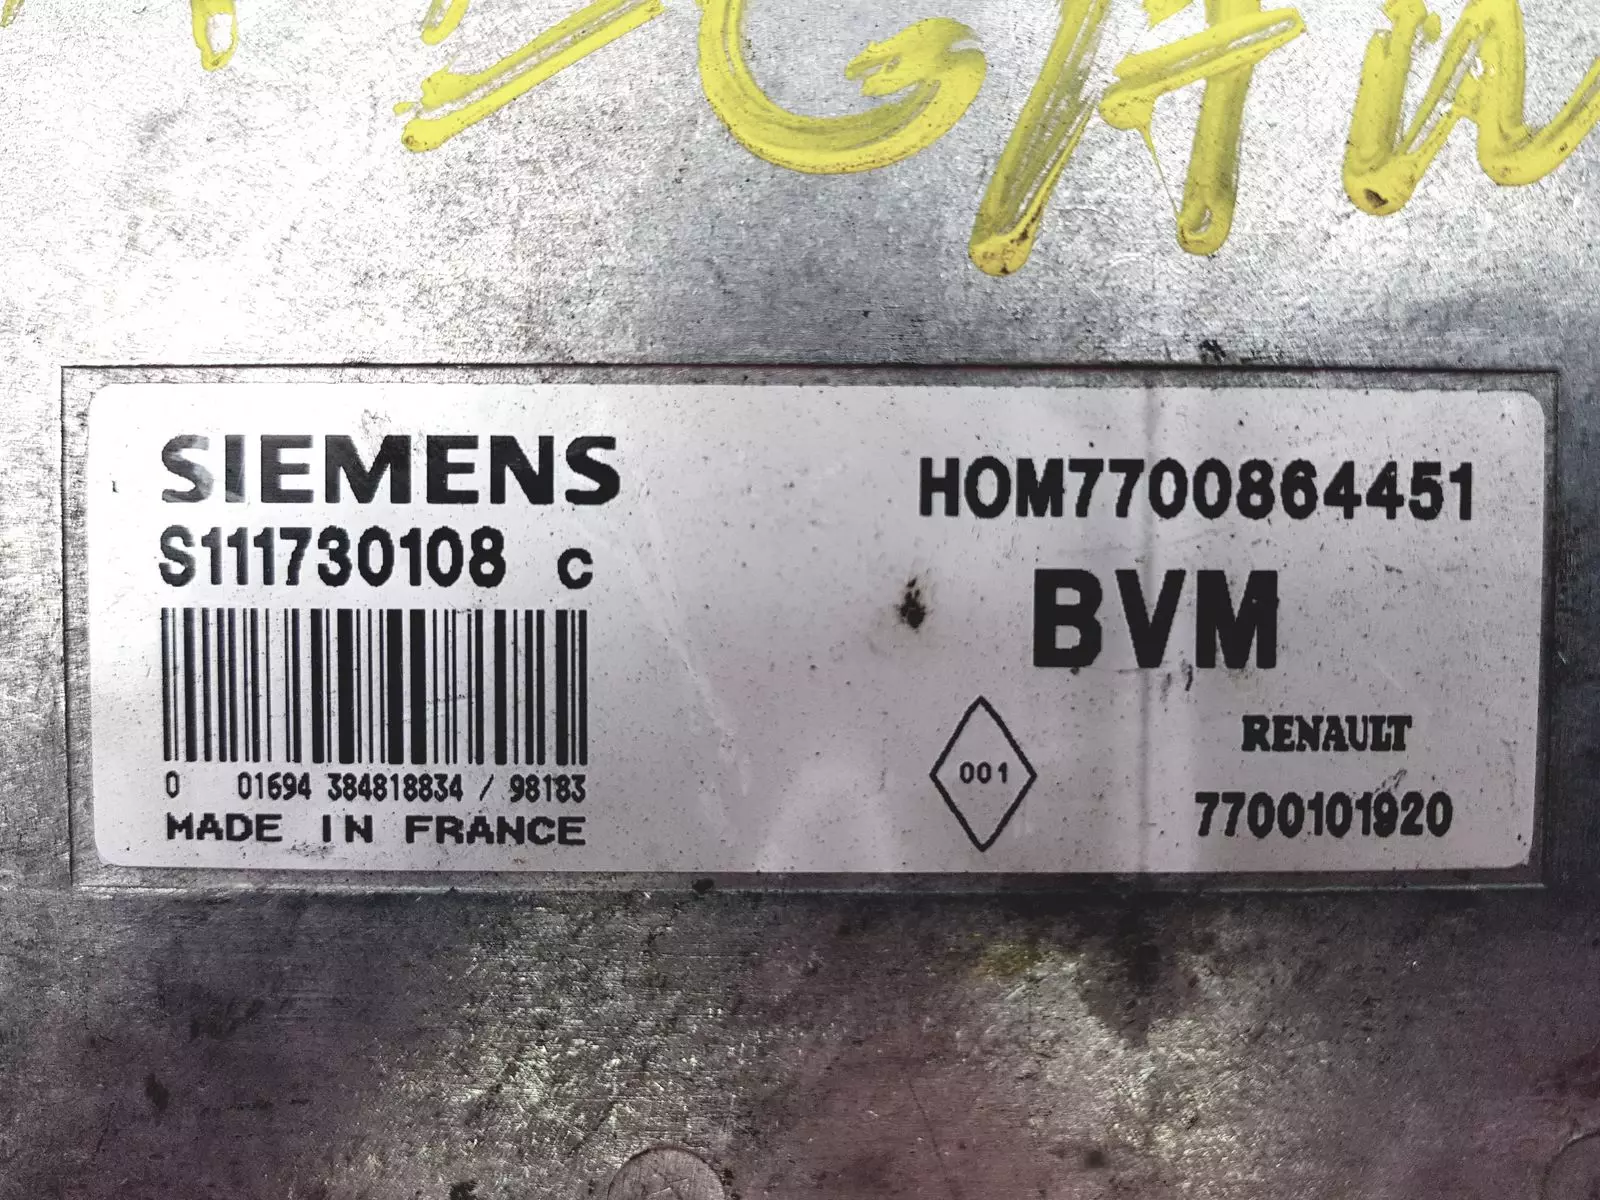 SIEMENS
S111730108 C
0 01694 384818834 / 98183
MADE IN FRANCE
HOM7700864451
BVM
001
RENAULT
7700101920